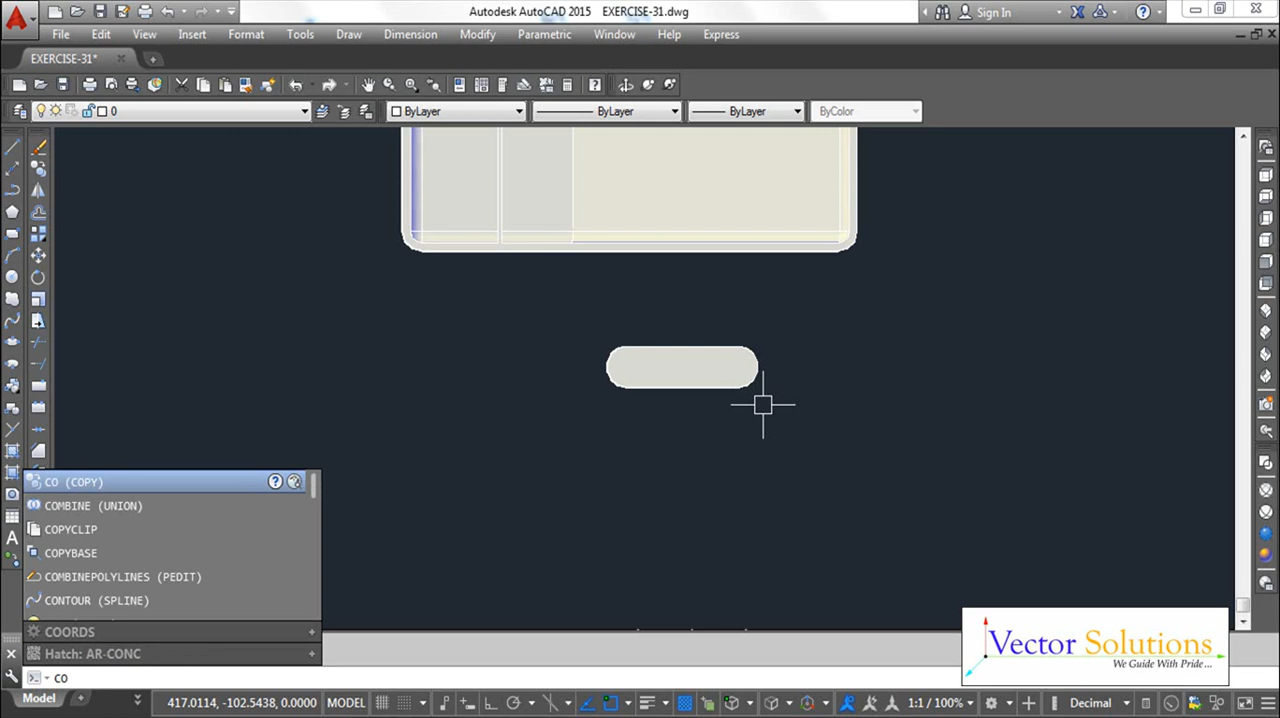 Autodesk AutoCAD 2015 EXERCISE-31.dwg
Sign In
File Edit View Insert Format Tools Draw Dimension Modify Parametric Window Help Express
EXERCISE-31*
0
ByLayer
ByLayer
ByLayer
ByColor
CO (COPY)
COMBINE (UNION)
COPYCLIP
COPYBASE
COMBINEPOLYLINES (PEDIT)
CONTOUR (SPLINE)
COORDS
Hatch: AR-CONC
CO
Vector Solutions
We Guide With Pride ...
Model
417.0114, -102.5438, 0.0000 MODEL
1:1 / 100%
Decimal